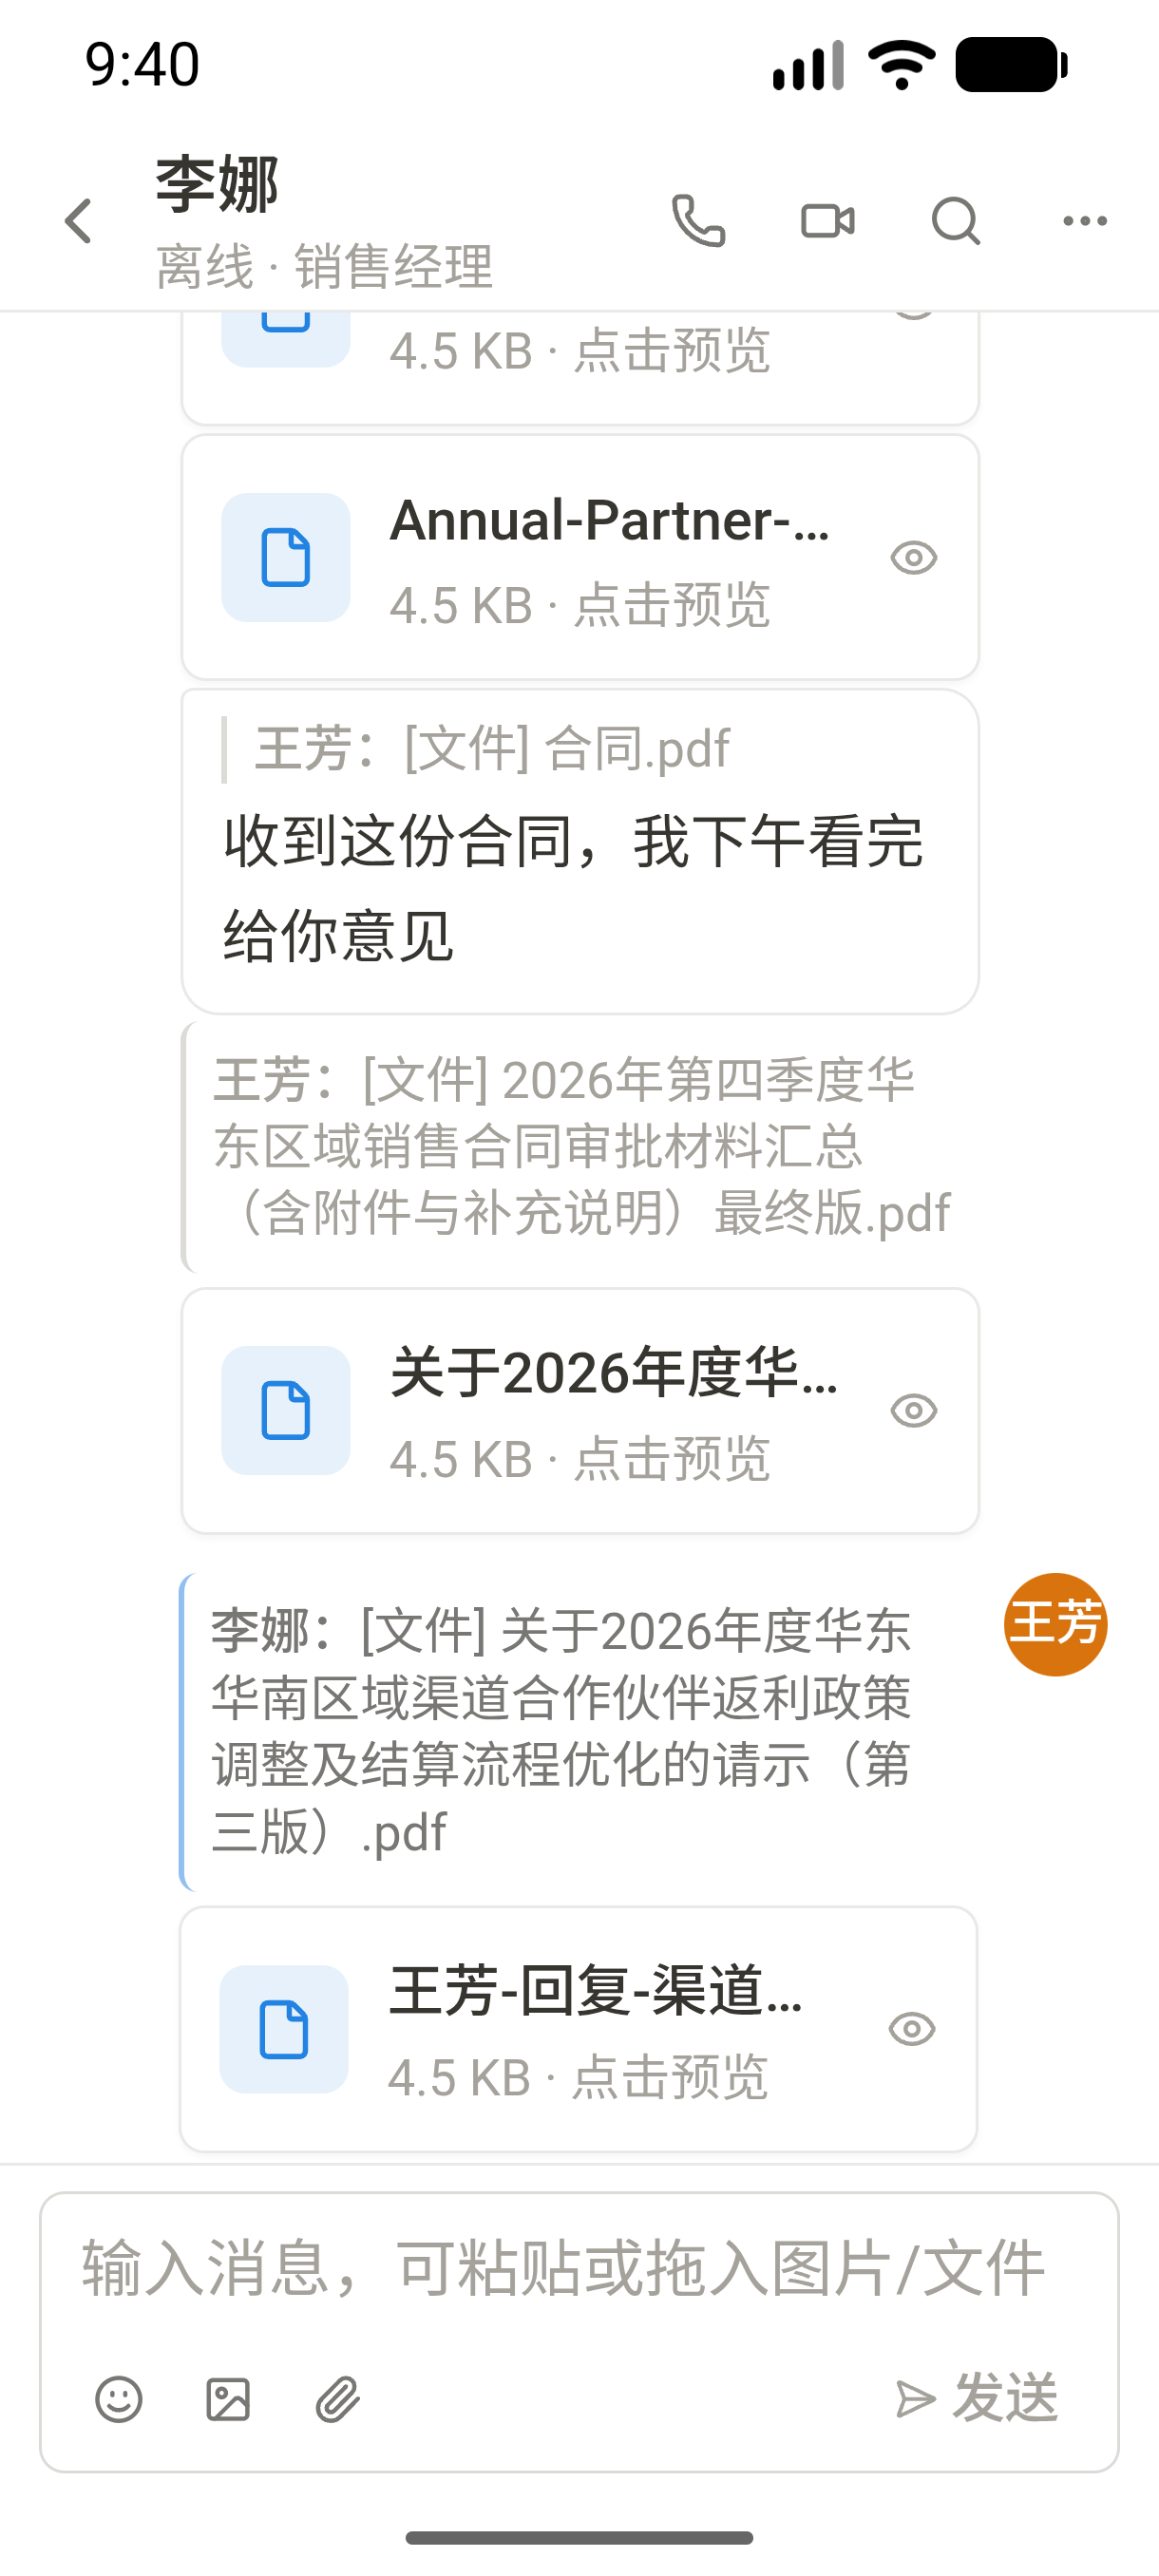 9:40
李娜
离线 · 销售经理
4.5 KB · 点击预览
Annual-Partner-...
4.5 KB · 点击预览
王芳：[文件] 合同.pdf
收到这份合同，我下午看完
给你意见
王芳：[文件] 2026年第四季度华
东区域销售合同审批材料汇总
（含附件与补充说明）最终版.pdf
关于2026年度华...
4.5 KB · 点击预览
王芳
李娜：[文件] 关于2026年度华东
华南区域渠道合作伙伴返利政策
调整及结算流程优化的请示（第
三版）.pdf
王芳-回复-渠道...
4.5 KB · 点击预览
输入消息，可粘贴或拖入图片/文件
发送